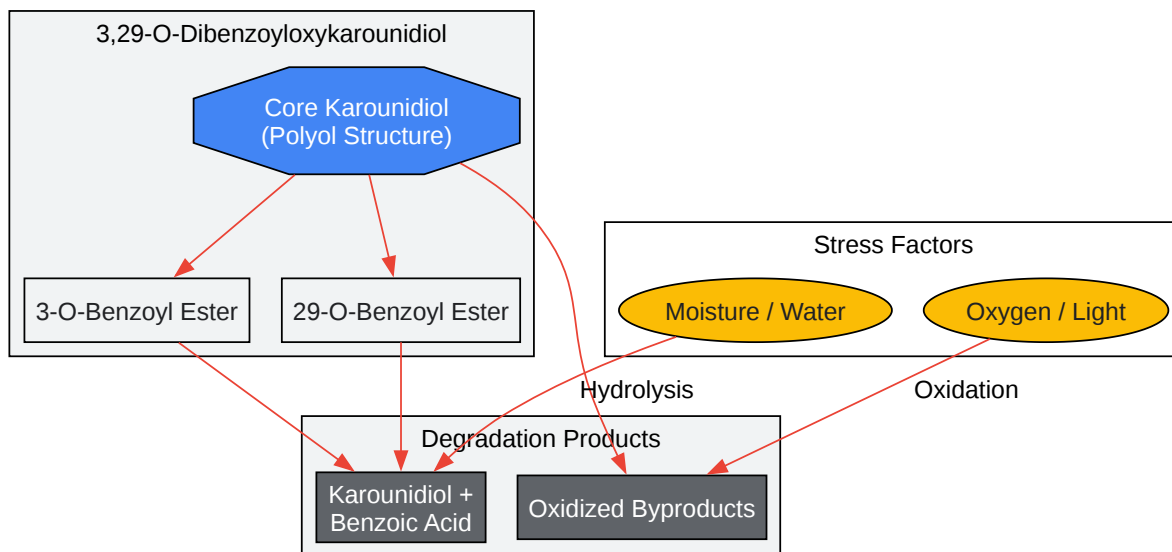 3,29-O-Dibenzoyloxykarounidiol
Core Karounidiol
(Polyol Structure)
3-O-Benzoyl Ester
29-O-Benzoyl Ester
Stress Factors
Moisture / Water
Oxygen / Light
Hydrolysis
Oxidation
Degradation Products
Karounidiol +
Benzoic Acid
Oxidized Byproducts